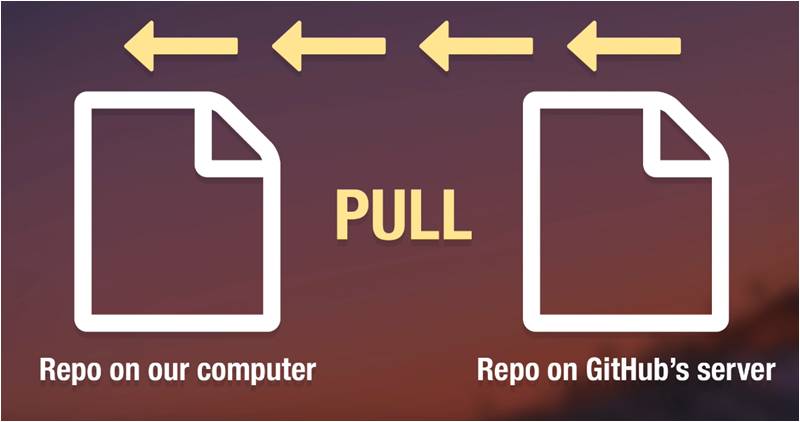 PULL
Repo on our computer
Repo on GitHub’s server